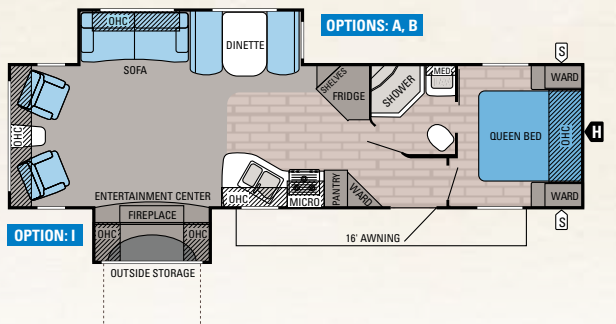 OHC
OPTIONS: A, B
DINETTE
SOFA
S
SHELVES
MED
FRIDGE
SHOWER
WARD
OHC
QUEEN BED
OHC
H
ENTERTAINMENT CENTER
FIREPLACE
OHC
MICRO
PANTRY
WARD
WARD
S
OPTION: I
OHC
OHC
16' AWNING
OUTSIDE STORAGE